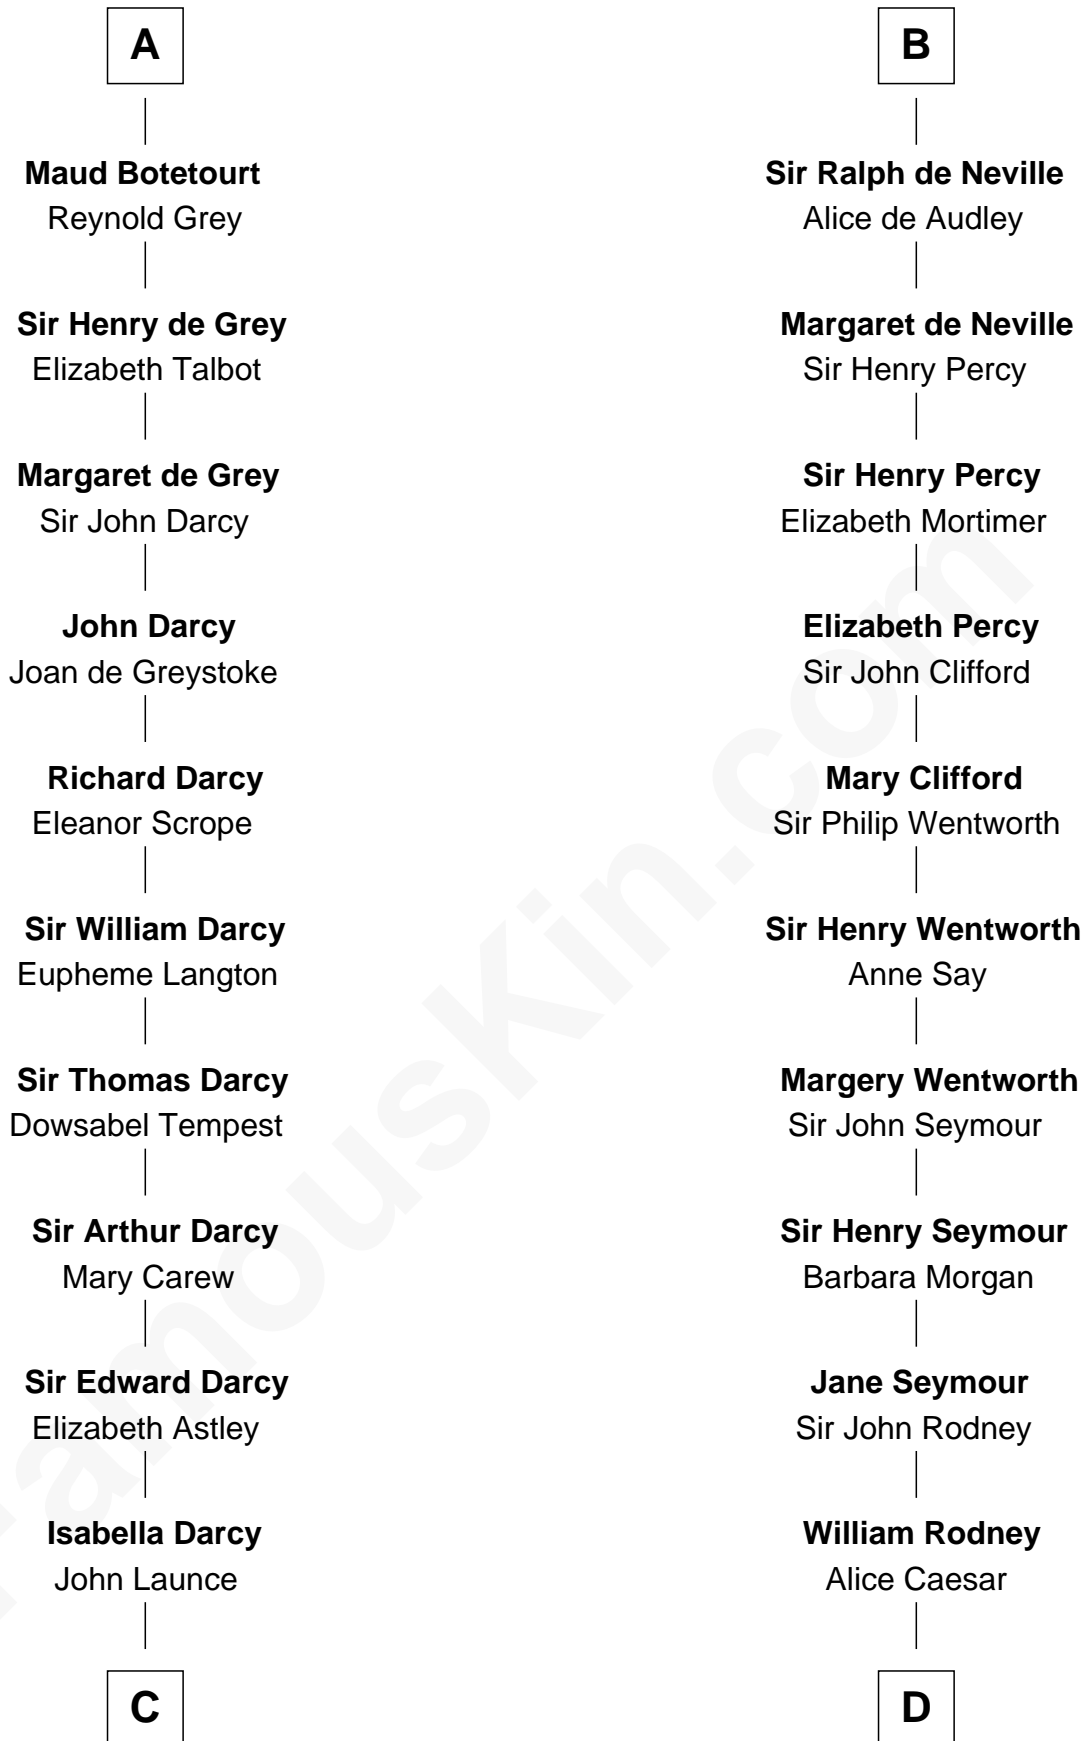 A
Maud Botetourt
Reynold Grey
Sir Henry de Grey
Elizabeth Talbot
Margaret de Grey
Sir John Darcy
John Darcy
Joan de Greystoke
Richard Darcy
Eleanor Scrope
Sir William Darcy
Eupheme Langton
Sir Thomas Darcy
Dowsabel Tempest
Sir Arthur Darcy
Mary Carew
Sir Edward Darcy
Elizabeth Astley
Isabella Darcy
John Launce
C
B
Sir Ralph de Neville
Alice de Audley
Margaret de Neville
Sir Henry Percy
Sir Henry Percy
Elizabeth Mortimer
Elizabeth Percy
Sir John Clifford
Mary Clifford
Sir Philip Wentworth
Sir Henry Wentworth
Anne Say
Margery Wentworth
Sir John Seymour
Sir Henry Seymour
Barbara Morgan
Jane Seymour
Sir John Rodney
William Rodney
Alice Caesar
D
FamousKin.com